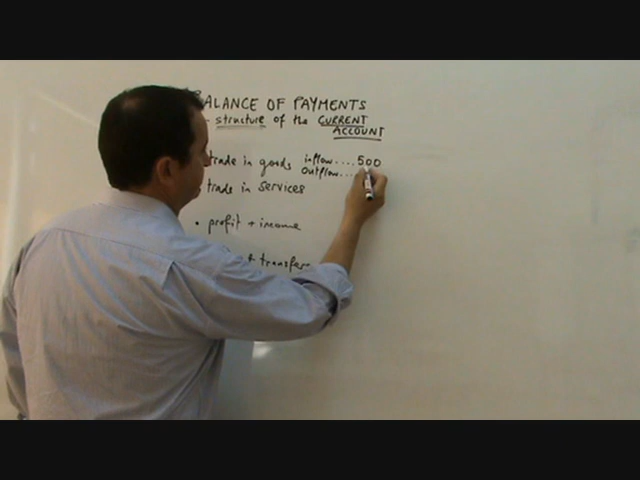 BALANCE OF PAYMENTS
- structure of the CURRENT
ACCOUNT
trade in goods inflow....500
outflow....
trade in services
• profit + income
transfers